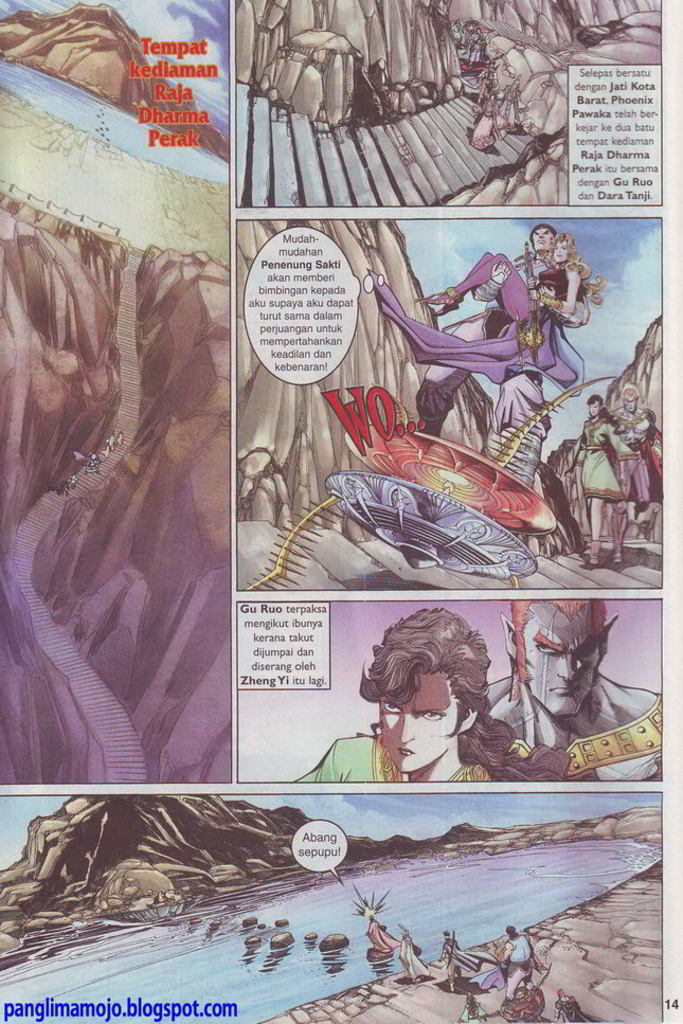 Tempat
kediaman
Raja
Dharma
Perak
Selepas bersatu
dengan Jati Kota
Barat, Phoenix
Pawaka telah ber-
kejar ke dua batu
tempat kediaman
Raja Dharma
Perak itu bersama
dengan Gu Ruo
dan Dara Tanji.
Mudah-
mudahan
Penenung Sakti
akan memberi
bimbingan kepada
aku supaya aku dapat
turut sama dalam
perjuangan untuk
mempertahankan
keadilan dan
kebenaran!
WO...
Gu Ruo terpaksa
mengikut ibunya
kerana takut
dijumpai dan
diserang oleh
Zheng Yi itu lagi.
Abang
sepupu!
14
panglimamojo.blogspot.com